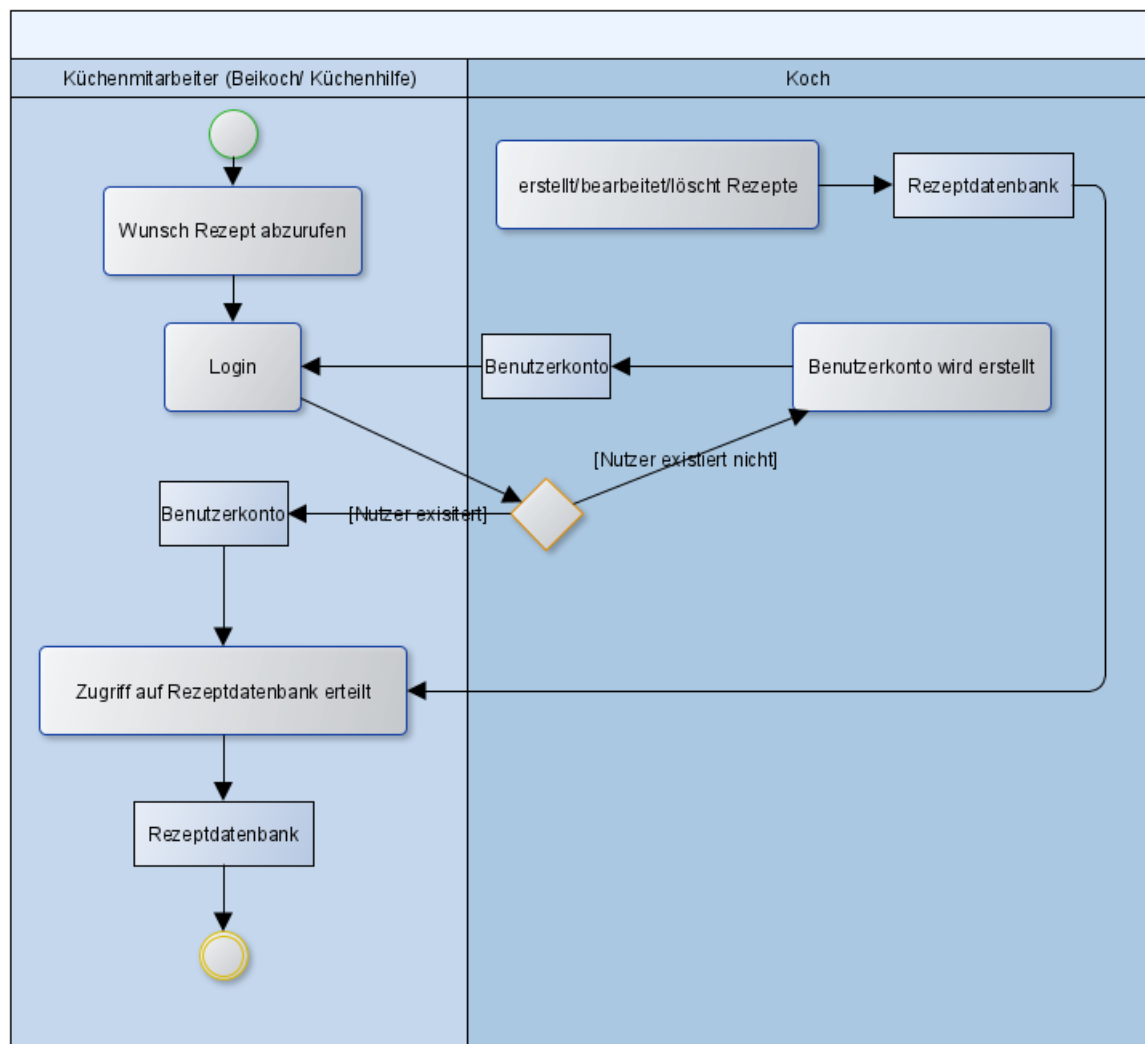 Küchenmitarbeiter (Beikoch/ Küchenhilfe)
Koch
erstellt/bearbeitet/löscht Rezepte
Rezeptdatenbank
Wunsch Rezept abzurufen
Login
Benutzerkonto
Benutzerkonto wird erstellt
[Nutzer existiert nicht]
Benutzerkonto
[Nutzer exisitert]
Zugriff auf Rezeptdatenbank erteilt
Rezeptdatenbank